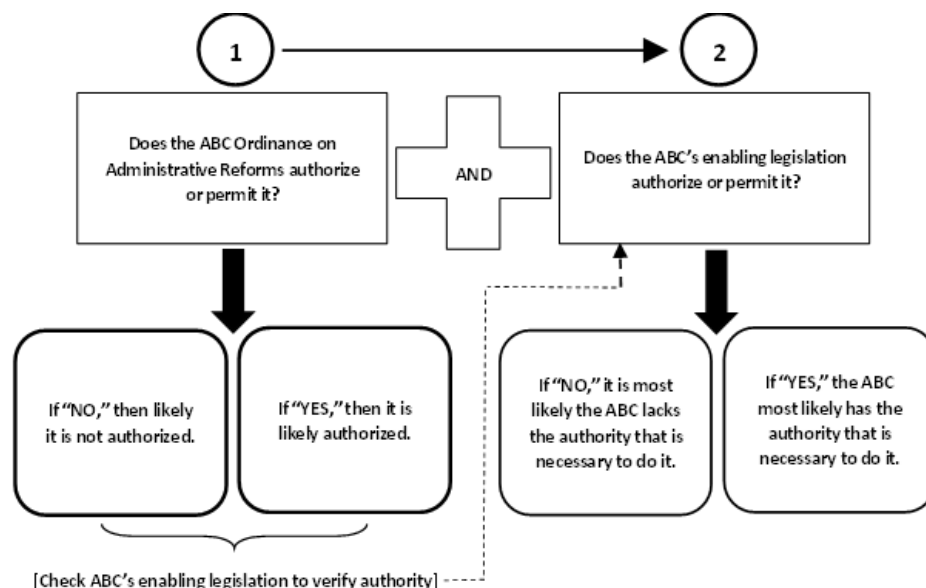 1
2
Does the ABC Ordinance on
Administrative Reforms authorize
or permit it?
AND
Does the ABC's enabling legislation
authorize or permit it?
If "NO," then likely
it is not authorized.
If "YES," then it is
likely authorized.
If "NO," it is most
likely the ABC lacks
the authority that is
necessary to do it.
If "YES," the ABC
most likely has the
authority that is
necessary to do it.
[Check ABC's enabling legislation to verify authority]